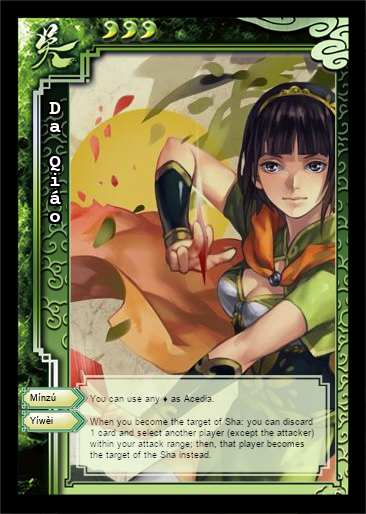 吴
Da Qiáo
Mínzú
You can use any ♦ as Acedia.
Yíwèi
When you become the target of Sha: you can discard
1 card and select another player (except the attacker)
within your attack range; then, that player becomes
the target of the Sha instead.